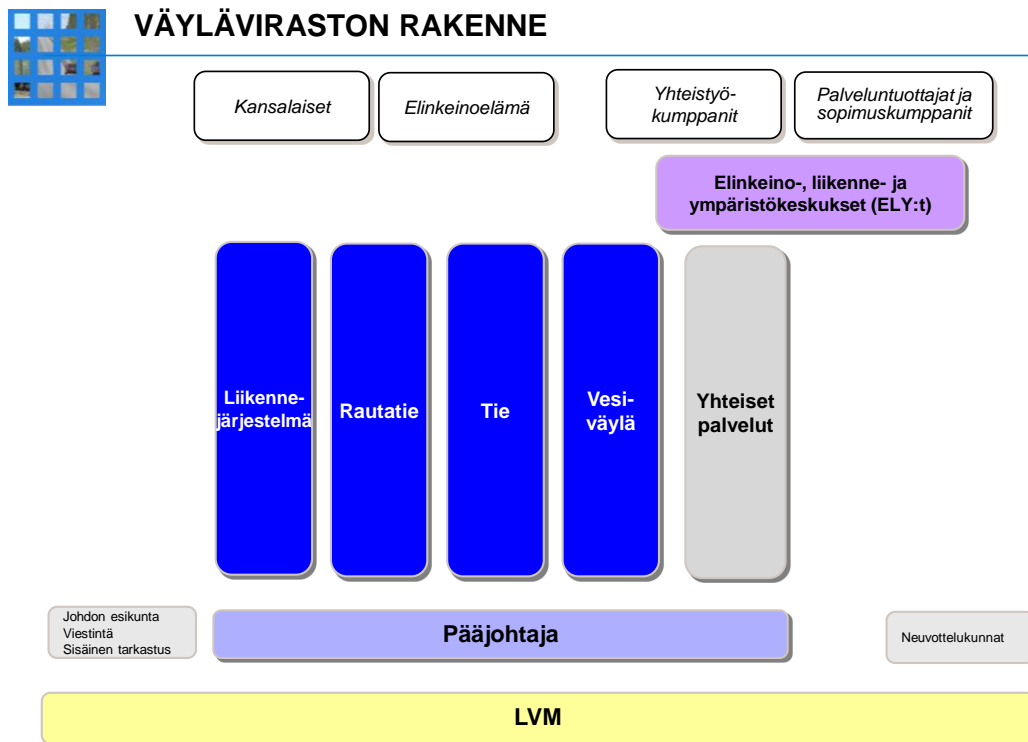 VÄYLÄVIRASTON RAKENNE
Kansalaiset
Elinkeinoelämä
Yhteistyö-
kumppanit
Palveluntuottajat ja
sopimuskumppanit
Elinkeino-, liikenne- ja
ympäristökeskukset (ELY:t)
Liikenne-
järjestelmä
Rautatie
Tie
Vesi-
väylä
Yhteiset
palvelut
Johdon esikunta
Viestintä
Sisäinen tarkastus
Pääjohtaja
Neuvottelukunnat
LVM